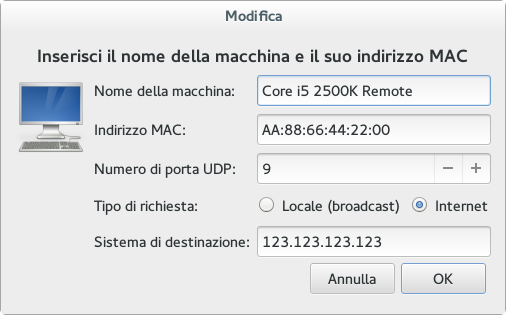 Modifica
Inserisci il nome della macchina e il suo indirizzo MAC
Nome della macchina: Core i5 2500K Remote
Indirizzo MAC: AA:88:66:44:22:00
Numero di porta UDP: 9 − +
Tipo di richiesta: Locale (broadcast) Internet
Sistema di destinazione: 123.123.123.123
Annulla OK